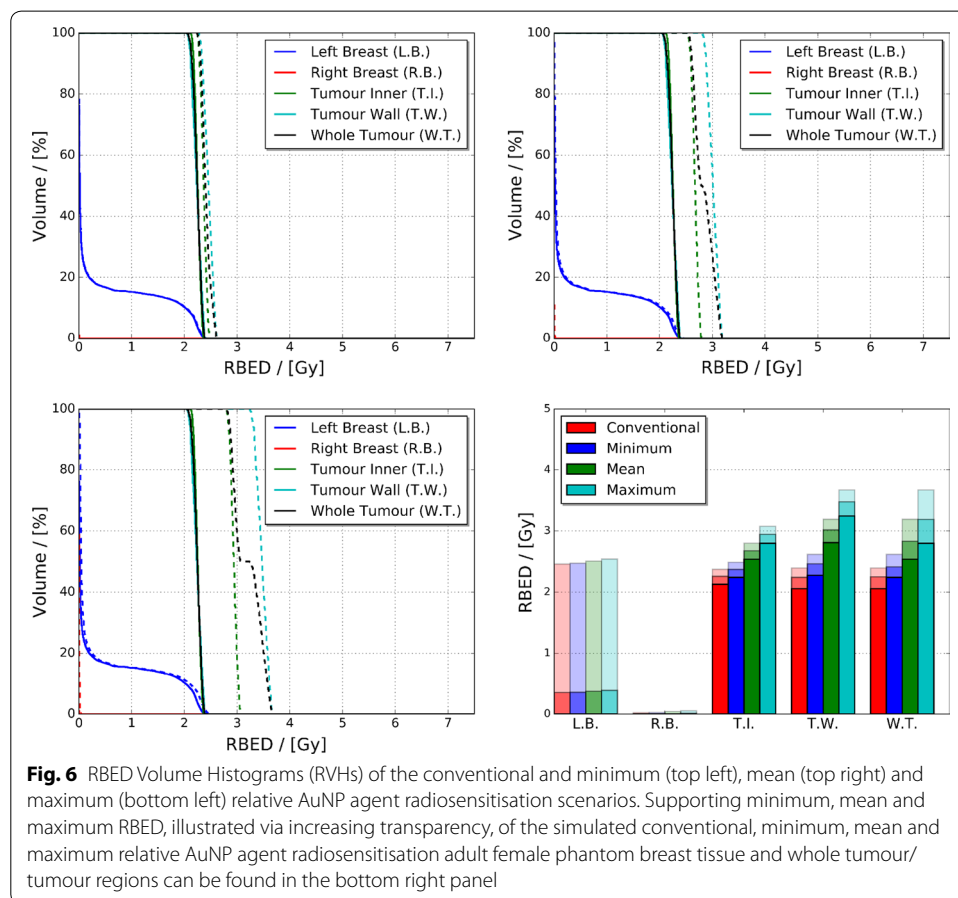 100
80
60
40
20
0
Volume / [%]
Left Breast (L.B.)
Right Breast (R.B.)
Tumour Inner (T.I.)
Tumour Wall (T.W.)
Whole Tumour (W.T.)
0 1 2 3 4 5 6 7
RBED / [Gy]
100
80
60
40
20
0
Volume / [%]
Left Breast (L.B.)
Right Breast (R.B.)
Tumour Inner (T.I.)
Tumour Wall (T.W.)
Whole Tumour (W.T.)
0 1 2 3 4 5 6 7
RBED / [Gy]
100
80
60
40
20
0
Volume / [%]
Left Breast (L.B.)
Right Breast (R.B.)
Tumour Inner (T.I.)
Tumour Wall (T.W.)
Whole Tumour (W.T.)
0 1 2 3 4 5 6 7
RBED / [Gy]
5
4
3
2
1
0
RBED / [Gy]
Conventional
Minimum
Mean
Maximum
L.B. R.B. T.I. T.W. W.T.
Fig. 6 RBED Volume Histograms (RVHs) of the conventional and minimum (top left), mean (top right) and
maximum (bottom left) relative AuNP agent radiosensitisation scenarios. Supporting minimum, mean and
maximum RBED, illustrated via increasing transparency, of the simulated conventional, minimum, mean and
maximum relative AuNP agent radiosensitisation adult female phantom breast tissue and whole tumour/
tumour regions can be found in the bottom right panel